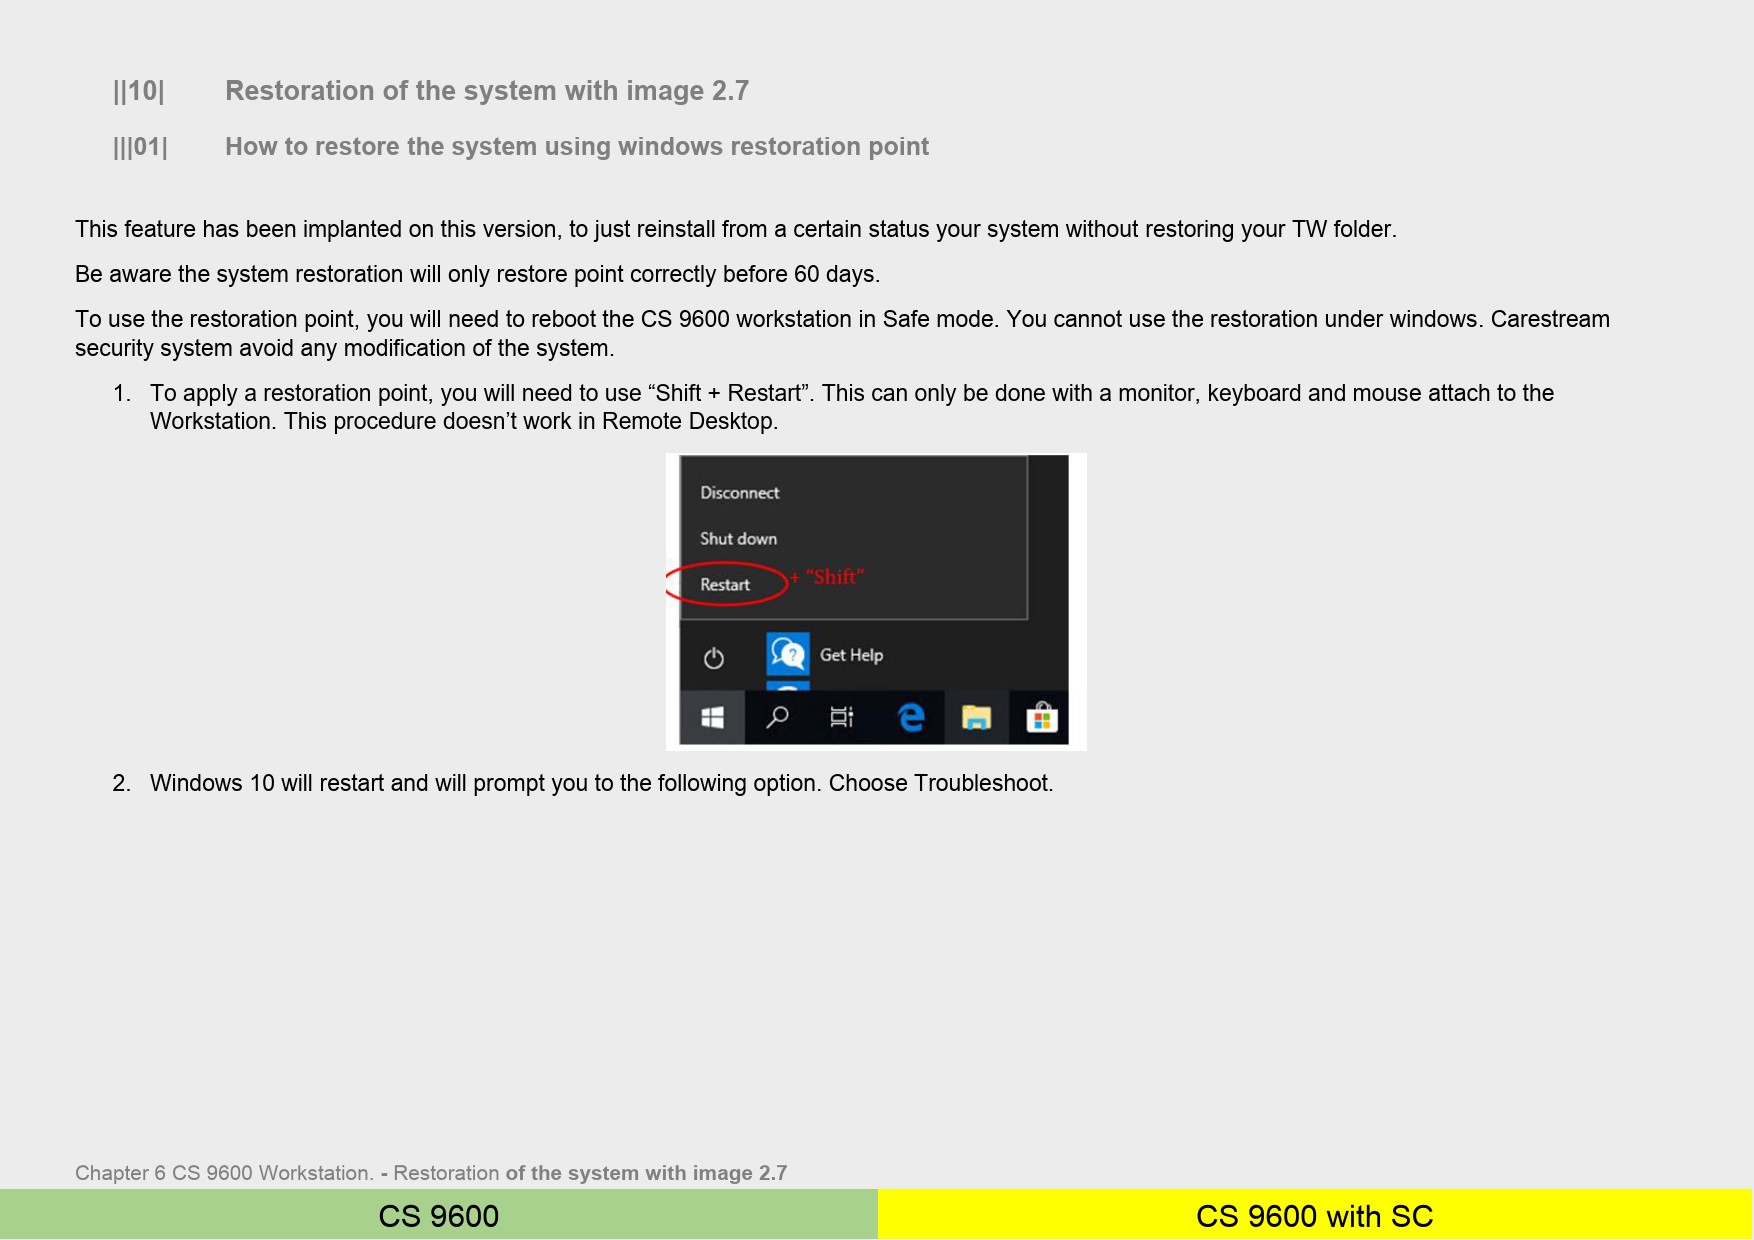 ||10| Restoration of the system with image 2.7
|||01| How to restore the system using windows restoration point
This feature has been implanted on this version, to just reinstall from a certain status your system without restoring your TW folder.
Be aware the system restoration will only restore point correctly before 60 days.
To use the restoration point, you will need to reboot the CS 9600 workstation in Safe mode. You cannot use the restoration under windows. Carestream
security system avoid any modification of the system.
1. To apply a restoration point, you will need to use “Shift + Restart”. This can only be done with a monitor, keyboard and mouse attach to the
Workstation. This procedure doesn’t work in Remote Desktop.
Disconnect
Shut down
Restart + “Shift”
Get Help
2. Windows 10 will restart and will prompt you to the following option. Choose Troubleshoot.
Chapter 6 CS 9600 Workstation. - Restoration of the system with image 2.7
CS 9600 CS 9600 with SC